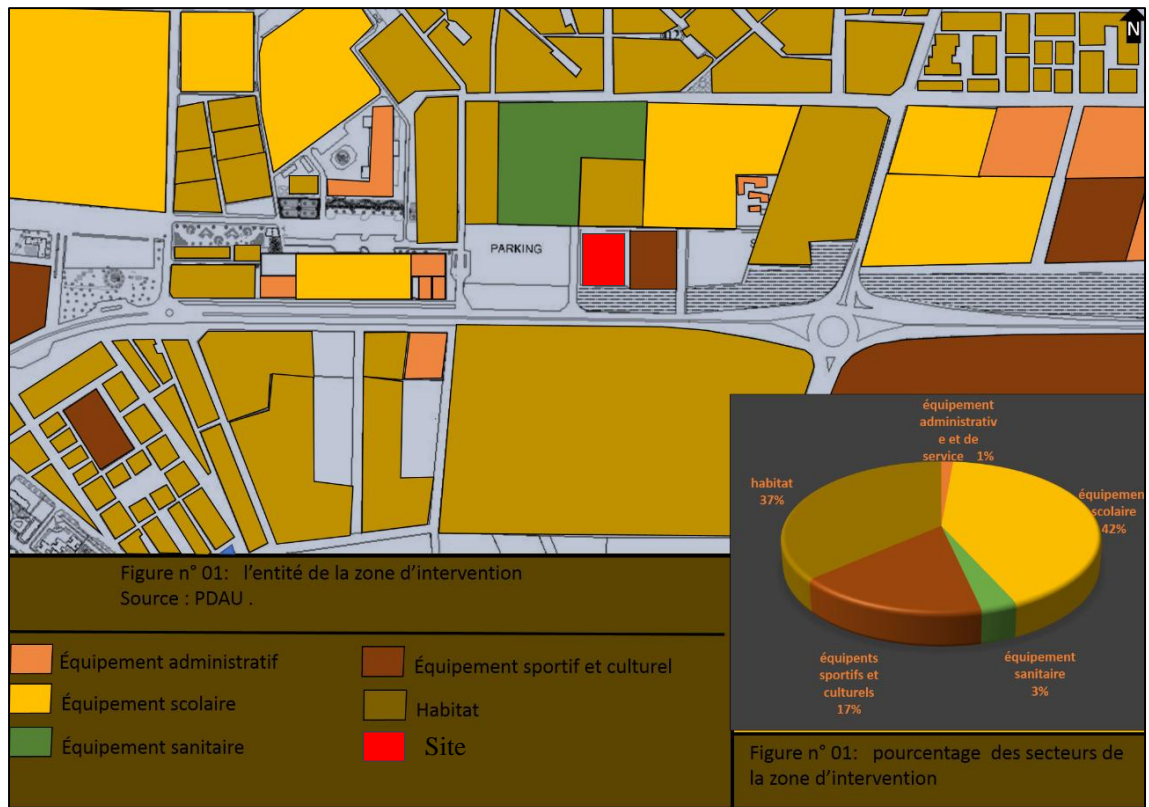 N
PARKING
S
équipement
administrativ
e et de
service 1%
habitat
37%
équipemen
scolaire
42%
équipents
sportifs et
culturels
17%
équipement
sanitaire
3%
Figure n° 01: l'entité de la zone d'intervention
Source : PDAU .
Équipement administratif
Équipement scolaire
Équipement sanitaire
Équipement sportif et culturel
Habitat
Site
Figure n° 01: pourcentage des secteurs de
la zone d'intervention